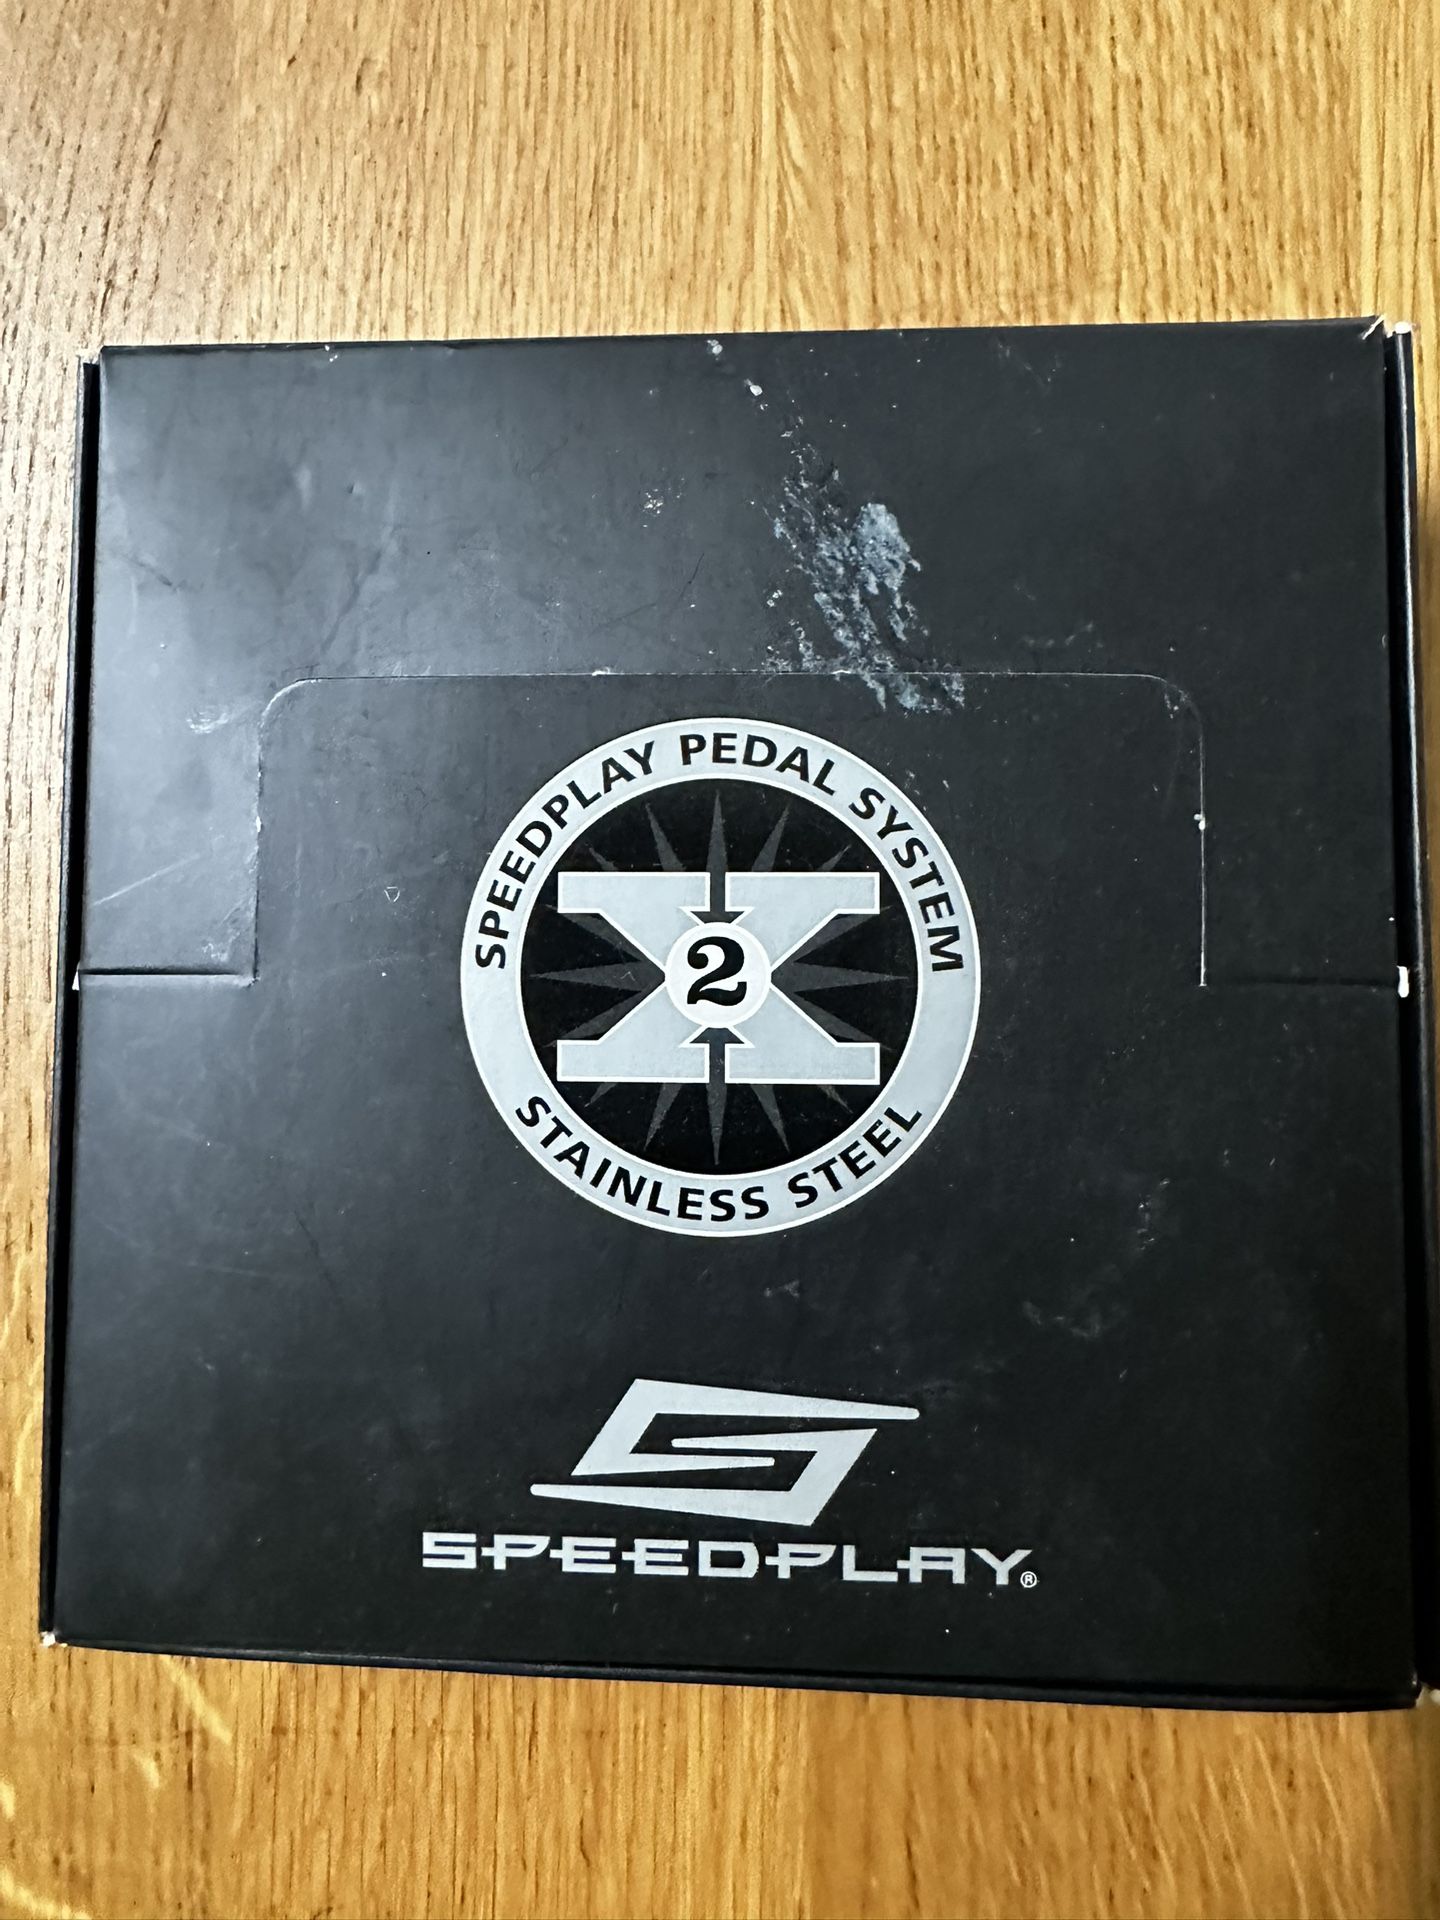 SPEEDPLAY PEDAL SYSTEM
X
2
STAINLESS STEEL
SPEEDPLAY®